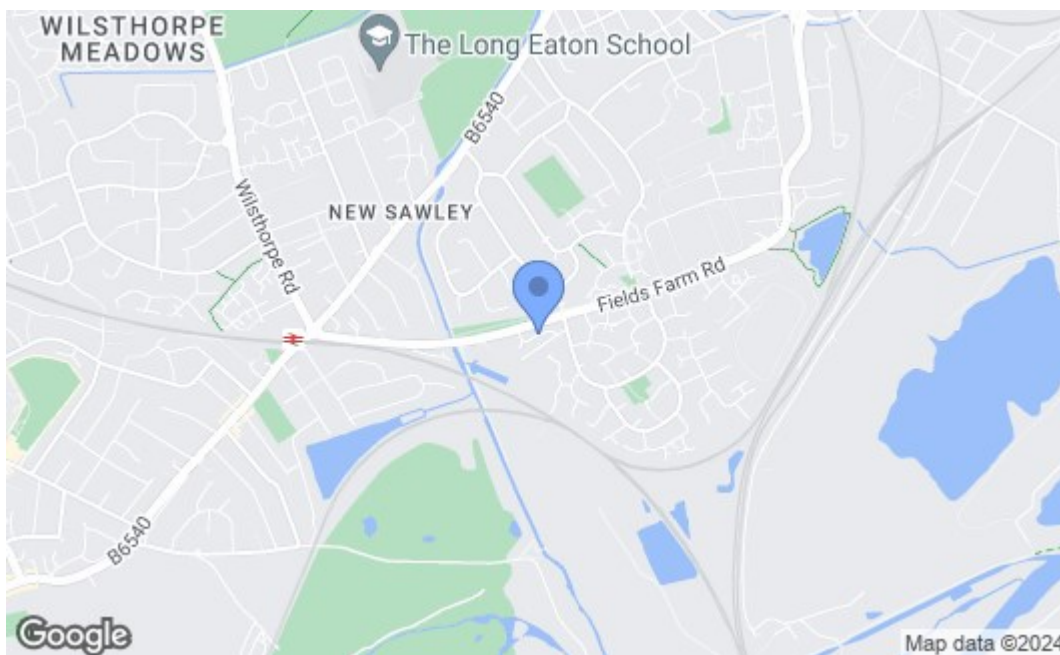 WILSTHORPE
MEADOWS
The Long Eaton School
B6540
Wilsthorpe Rd
NEW SAWLEY
Fields Farm Rd
B6540
Google
Map data ©2024